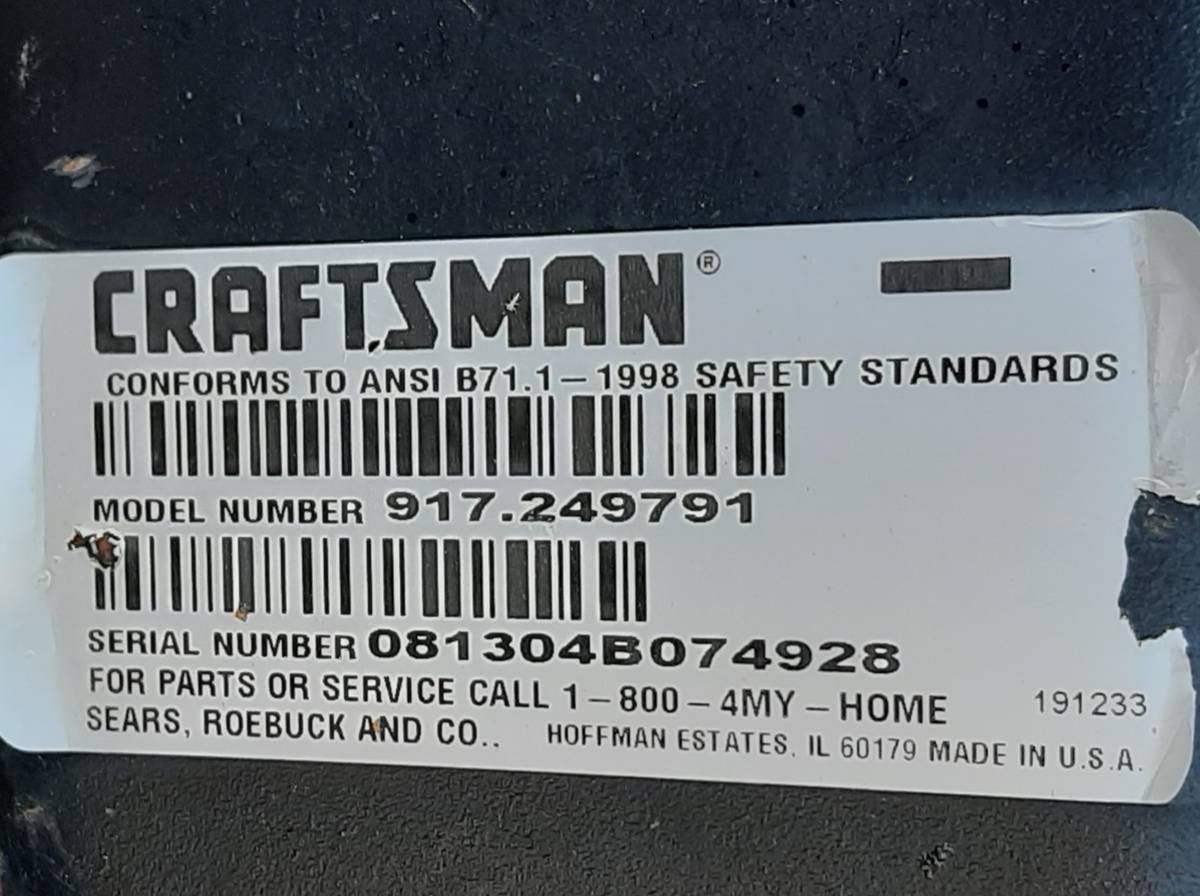 CRAFTSMAN®
CONFORMS TO ANSI B71.1–1998 SAFETY STANDARDS
MODEL NUMBER 917.249791
SERIAL NUMBER 081304B074928
FOR PARTS OR SERVICE CALL 1–800–4MY–HOME
191233
SEARS, ROEBUCK AND CO.. HOFFMAN ESTATES, IL 60179 MADE IN U.S.A.